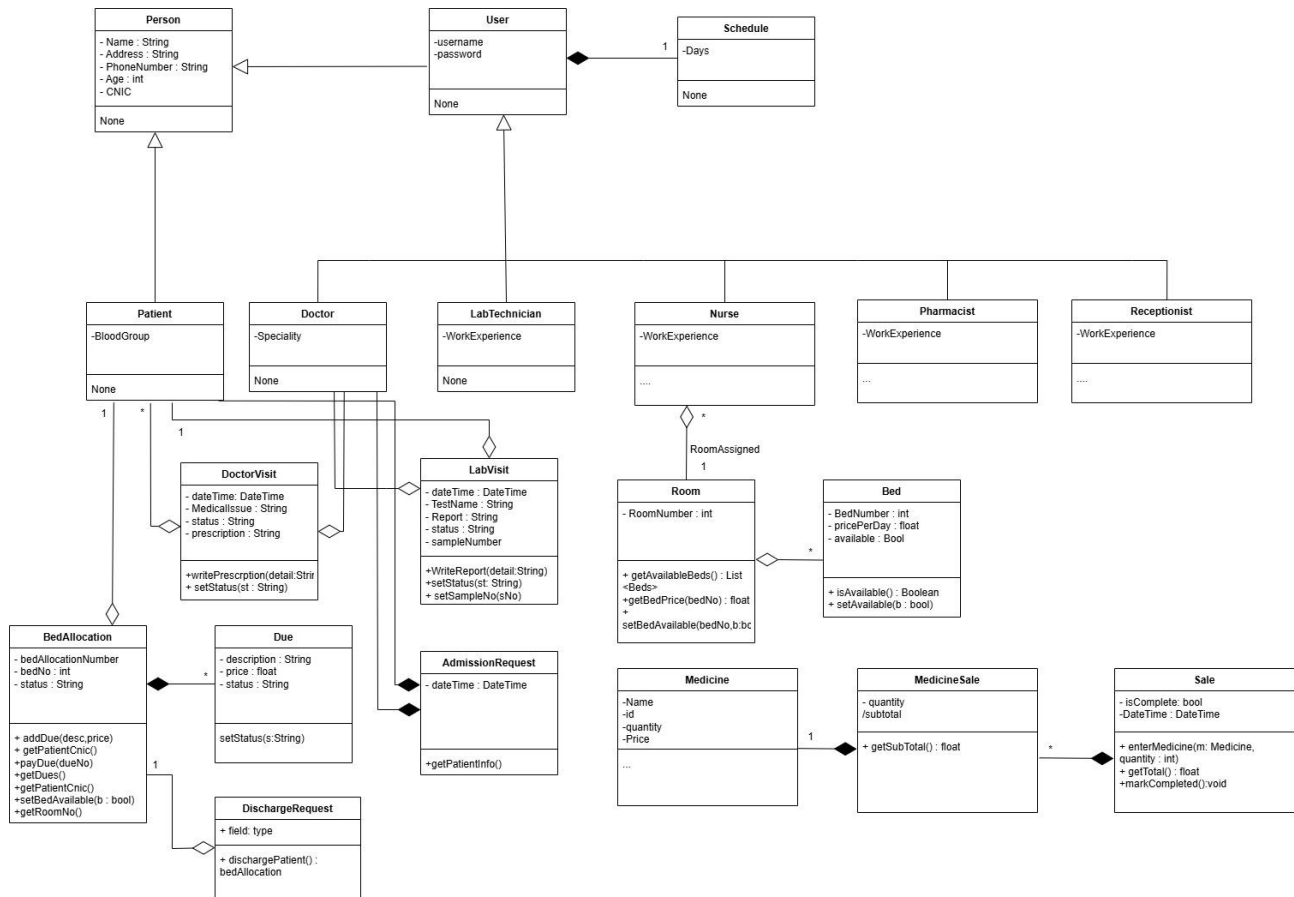 Person
- Name : String
- Address : String
- PhoneNumber : String
- Age : int
- CNIC
None
User
-username
-password
None
1
Schedule
-Days
None
Patient
-BloodGroup
None
Doctor
-Speciality
None
LabTechnician
-WorkExperience
None
Nurse
-WorkExperience
....
Pharmacist
-WorkExperience
...
Receptionist
-WorkExperience
....
1
*
1
*
RoomAssigned
1
DoctorVisit
- dateTime: DateTime
- MedicalIssue : String
- status : String
- prescription : String
+writePrescrption(detail:Strin
+ setStatus(st : String)
LabVisit
- dateTime : DateTime
- TestName : String
- Report : String
- status : String
- sampleNumber
+WriteReport(detail:String)
+setStatus(st: String)
+ setSampleNo(sNo)
Room
- RoomNumber : int
+ getAvailableBeds() : List
<Beds>
+getBedPrice(bedNo) : float
+
setBedAvailable(bedNo,b:bo
*
Bed
- BedNumber : int
- pricePerDay : float
- available : Bool
+ isAvailable() : Boolean
+ setAvailable(b : bool)
BedAllocation
- bedAllocationNumber
- bedNo : int
- status : String
+ addDue(desc,price)
+ getPatientCnic()
+payDue(dueNo)
+getDues()
+getPatientCnic()
+setBedAvailable(b : bool)
+getRoomNo()
*
1
Due
- description : String
- price : float
- status : String
setStatus(s:String)
AdmissionRequest
- dateTime : DateTime
+getPatientInfo()
DischargeRequest
+ field: type
+ dischargePatient() :
bedAllocation
Medicine
-Name
-id
-quantity
-Price
...
1
MedicineSale
- quantity
/subtotal
+ getSubTotal() : float
*
Sale
- isComplete: bool
-DateTime : DateTime
+ enterMedicine(m: Medicine,
quantity : int)
+ getTotal() : float
+markCompleted():void